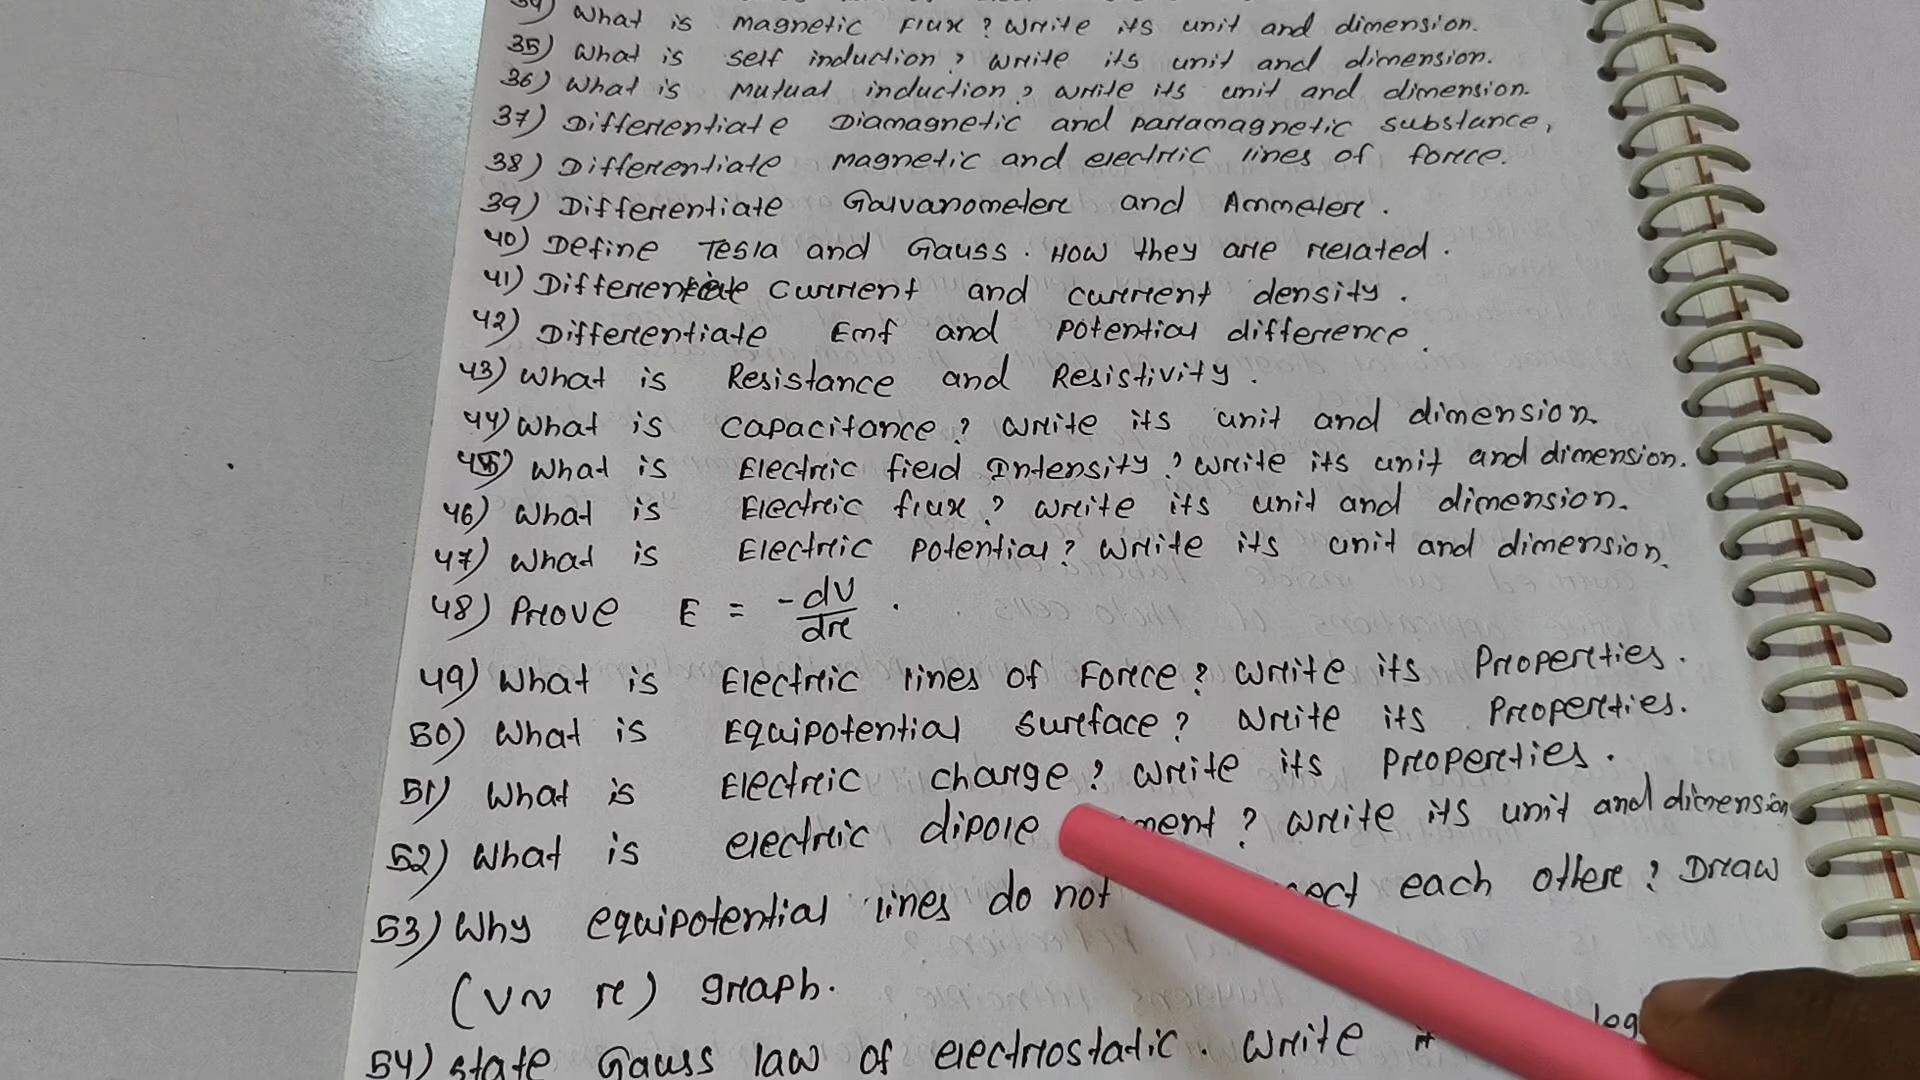 34) What is magnetic flux? Write its unit and dimension.
35) What is self induction? Write its unit and dimension.
36) What is Mutual induction? Write its unit and dimension.
37) Differentiate Diamagnetic and paramagnetic substance,
38) Differentiate magnetic and electric lines of force.
39) Differentiate Galvanometer and Ammeter.
40) Define Tesla and Gauss. How they are related.
41) Differentiate current and current density.
42) Differentiate Emf and potential difference.
43) What is Resistance and Resistivity.
44) What is capacitance? Write its unit and dimension.
45) What is Electric field Intensity? Write its unit and dimension.
46) What is Electric flux? Write its unit and dimension.
47) What is Electric potential? Write its unit and dimension.
48) Prove E = -dV/dr.
49) What is Electric lines of Force? Write its Properties.
50) What is Equipotential surface? Write its Properties.
51) What is Electric charge? Write its Properties.
52) What is electric dipole ment? Write its unit and dimension
53) Why equipotential lines do not each other? Draw
(V~r) graph.
54) State Gauss law of electrostatic. Write